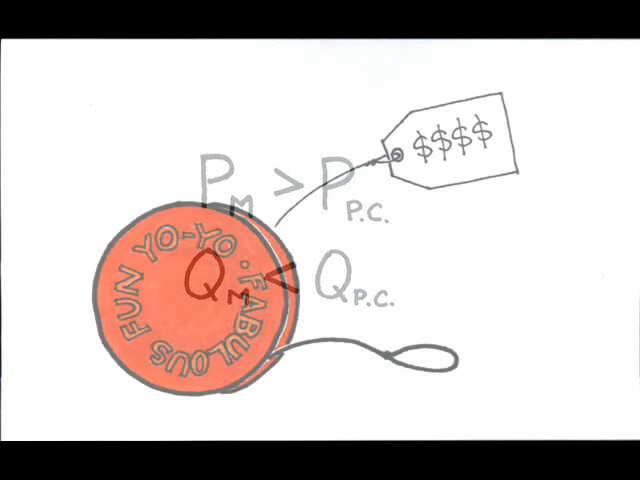 $$$$
P_M > P_P.C.
Q_M < Q_P.C.
FABULOUS FUN YO-YO •